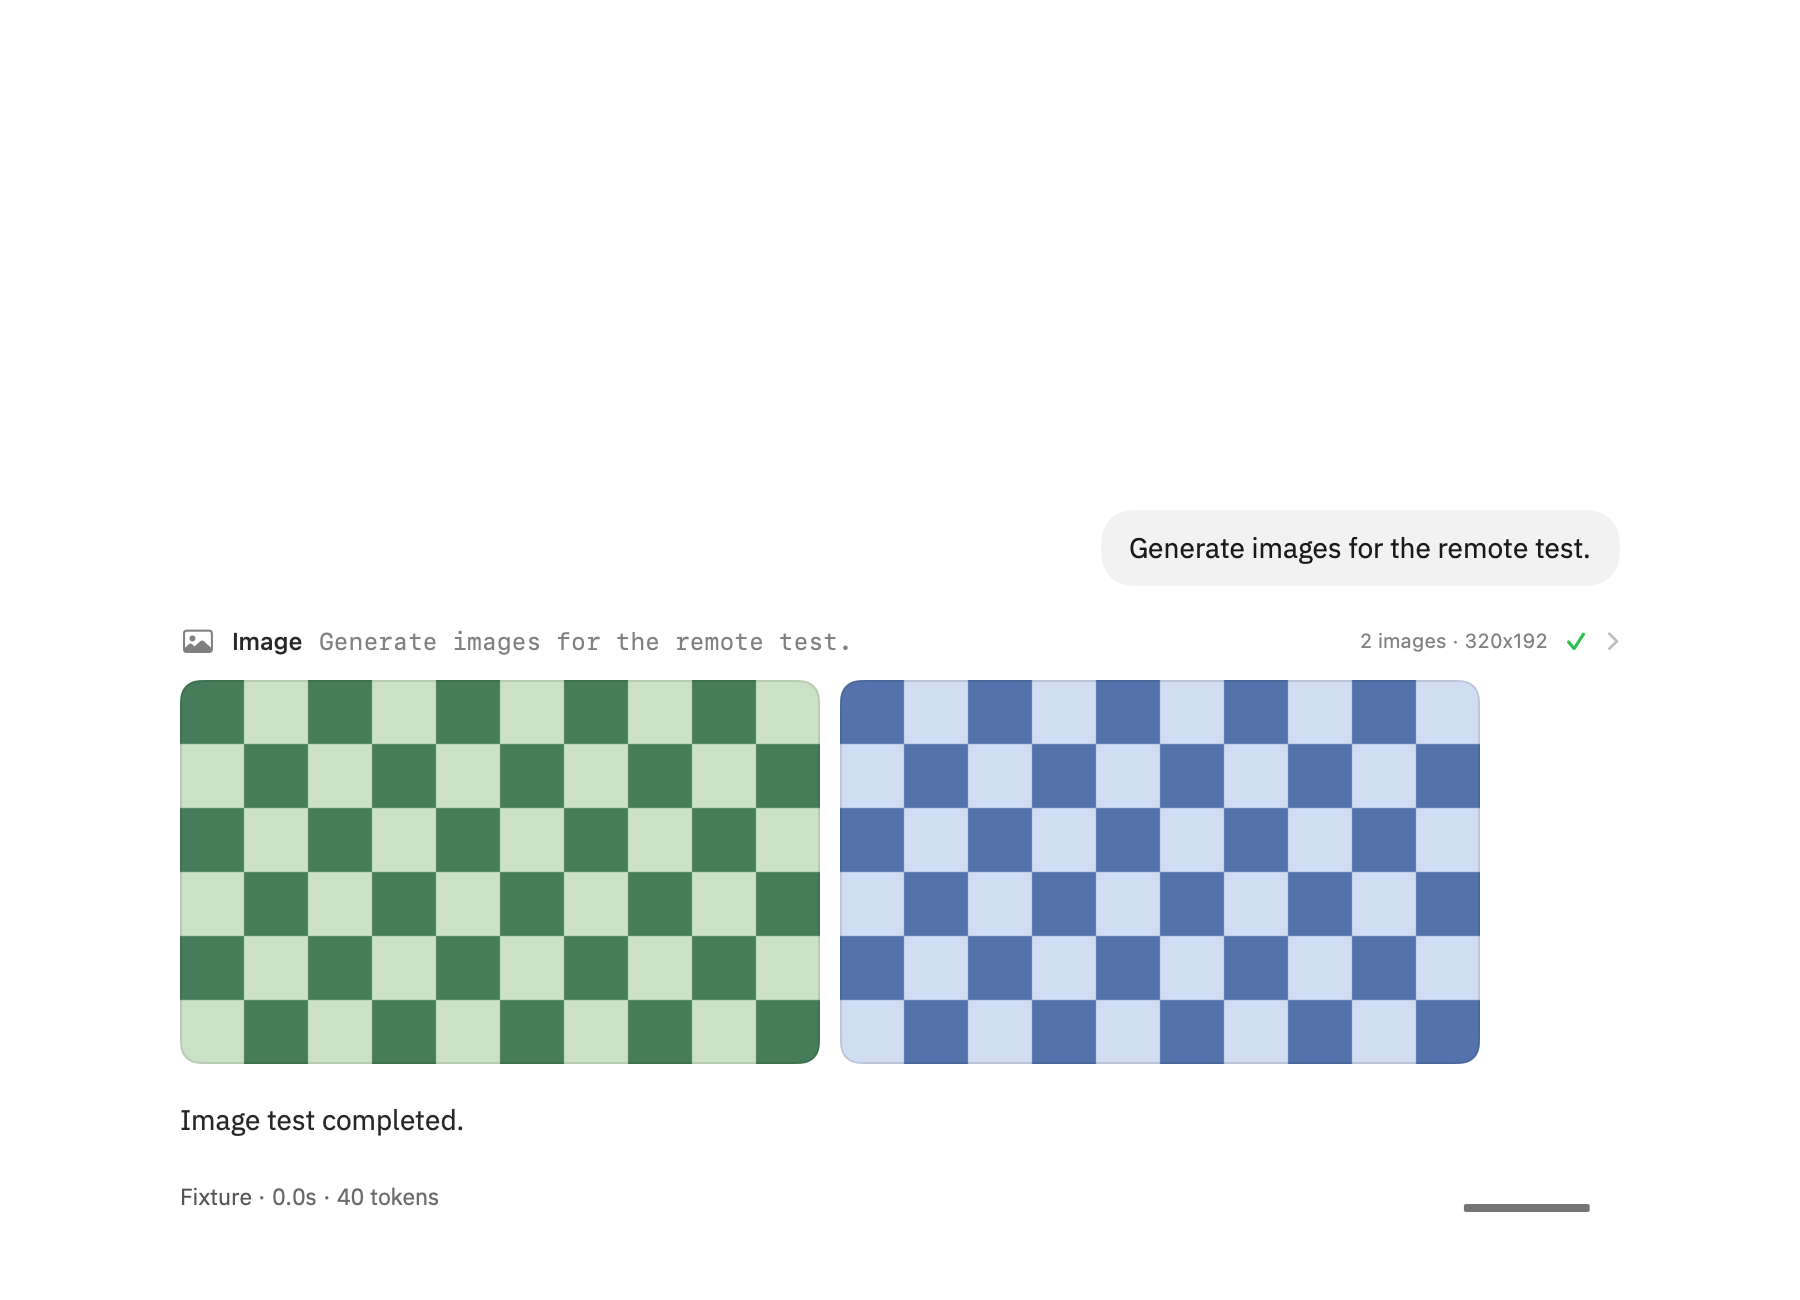 Generate images for the remote test.
Image Generate images for the remote test. 2 images · 320x192
Image test completed.
Fixture · 0.0s · 40 tokens